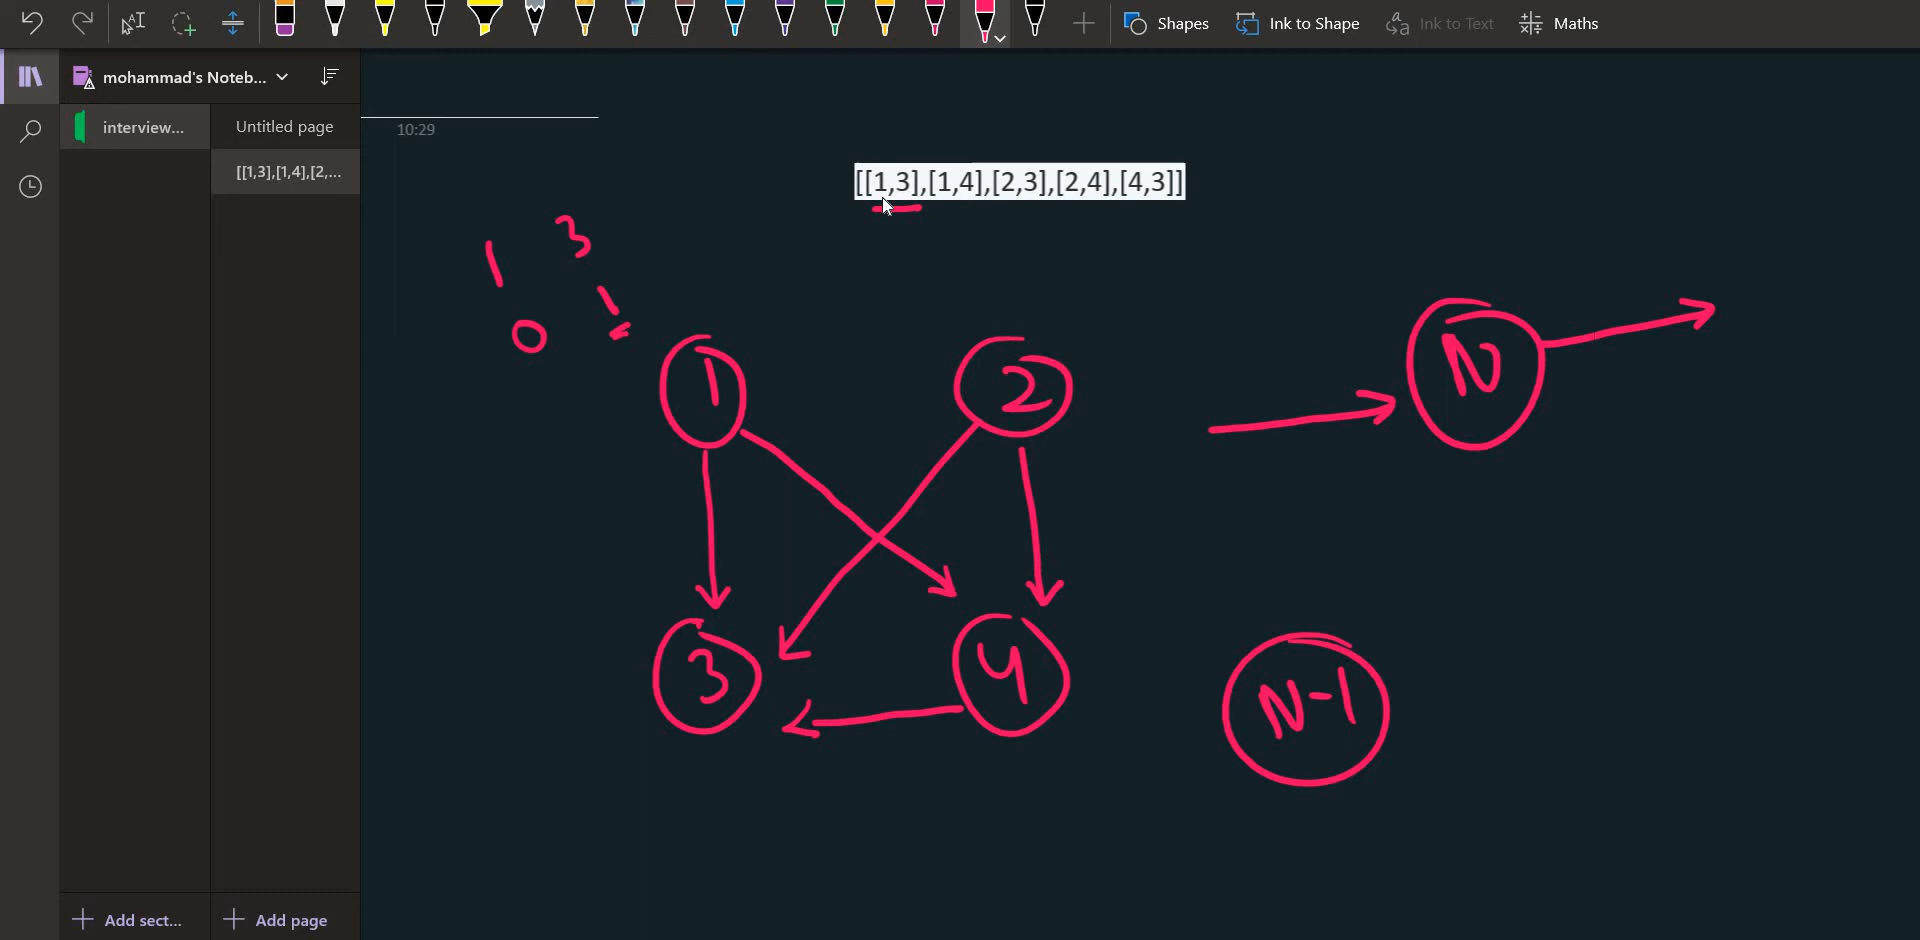 Shapes
Ink to Shape
Ink to Text
Maths
mohammad's Noteb...
interview...
Untitled page
[[1,3],[1,4],[2,...
10:29
[[1,3],[1,4],[2,3],[2,4],[4,3]]
1 3
0
1 2 N
3 4 N-1
Add sect...
Add page